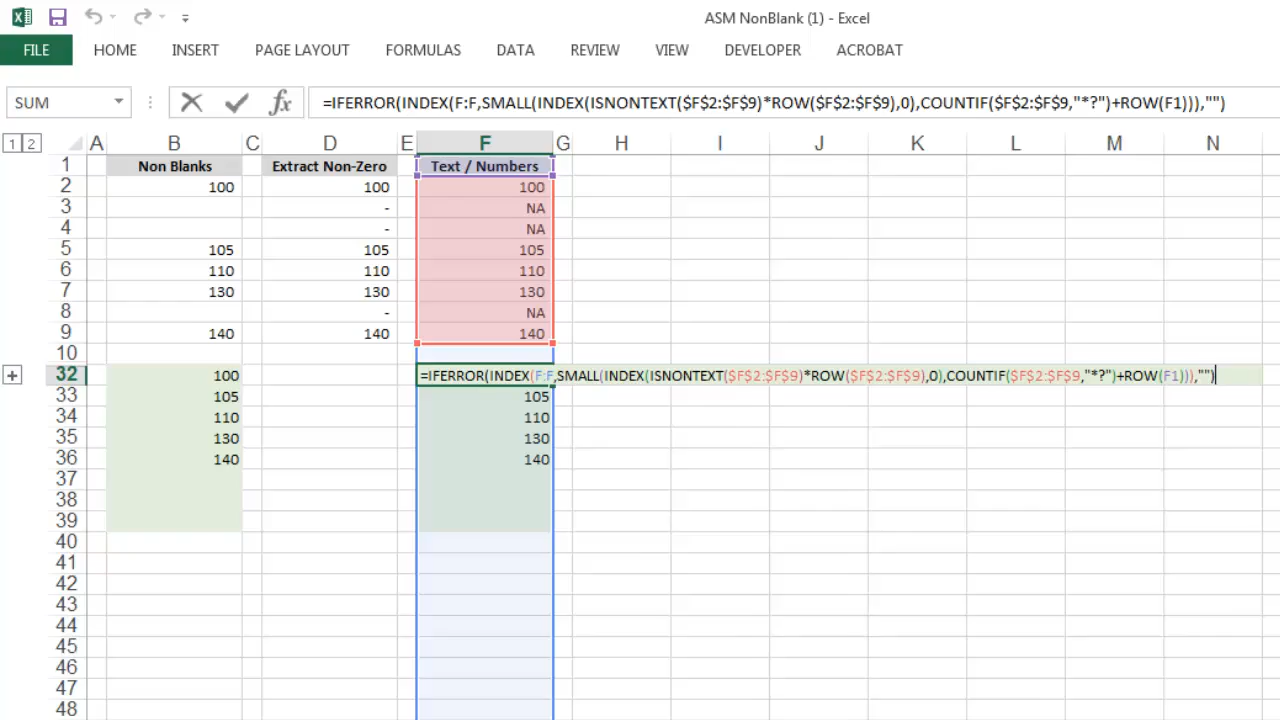 ASM NonBlank (1) - Excel
FILE HOME INSERT PAGE LAYOUT FORMULAS DATA REVIEW VIEW DEVELOPER ACROBAT
SUM fx =IFERROR(INDEX(F:F,SMALL(INDEX(ISNONTEXT($F$2:$F$9)*ROW($F$2:$F$9),0),COUNTIF($F$2:$F$9,"*?")+ROW(F1))),"")
1 2 A B C D E F G H I J K L M N
1 Non Blanks Extract Non-Zero Text / Numbers
2 100 100 100
3 - NA
4 - NA
5 105 105 105
6 110 110 110
7 130 130 130
8 - NA
9 140 140 140
10
+ 32 100 =IFERROR(INDEX(F:F,SMALL(INDEX(ISNONTEXT($F$2:$F$9)*ROW($F$2:$F$9),0),COUNTIF($F$2:$F$9,"*?")+ROW(F1))),"")
33 105 105
34 110 110
35 130 130
36 140 140
37
38
39
40
41
42
43
44
45
46
47
48